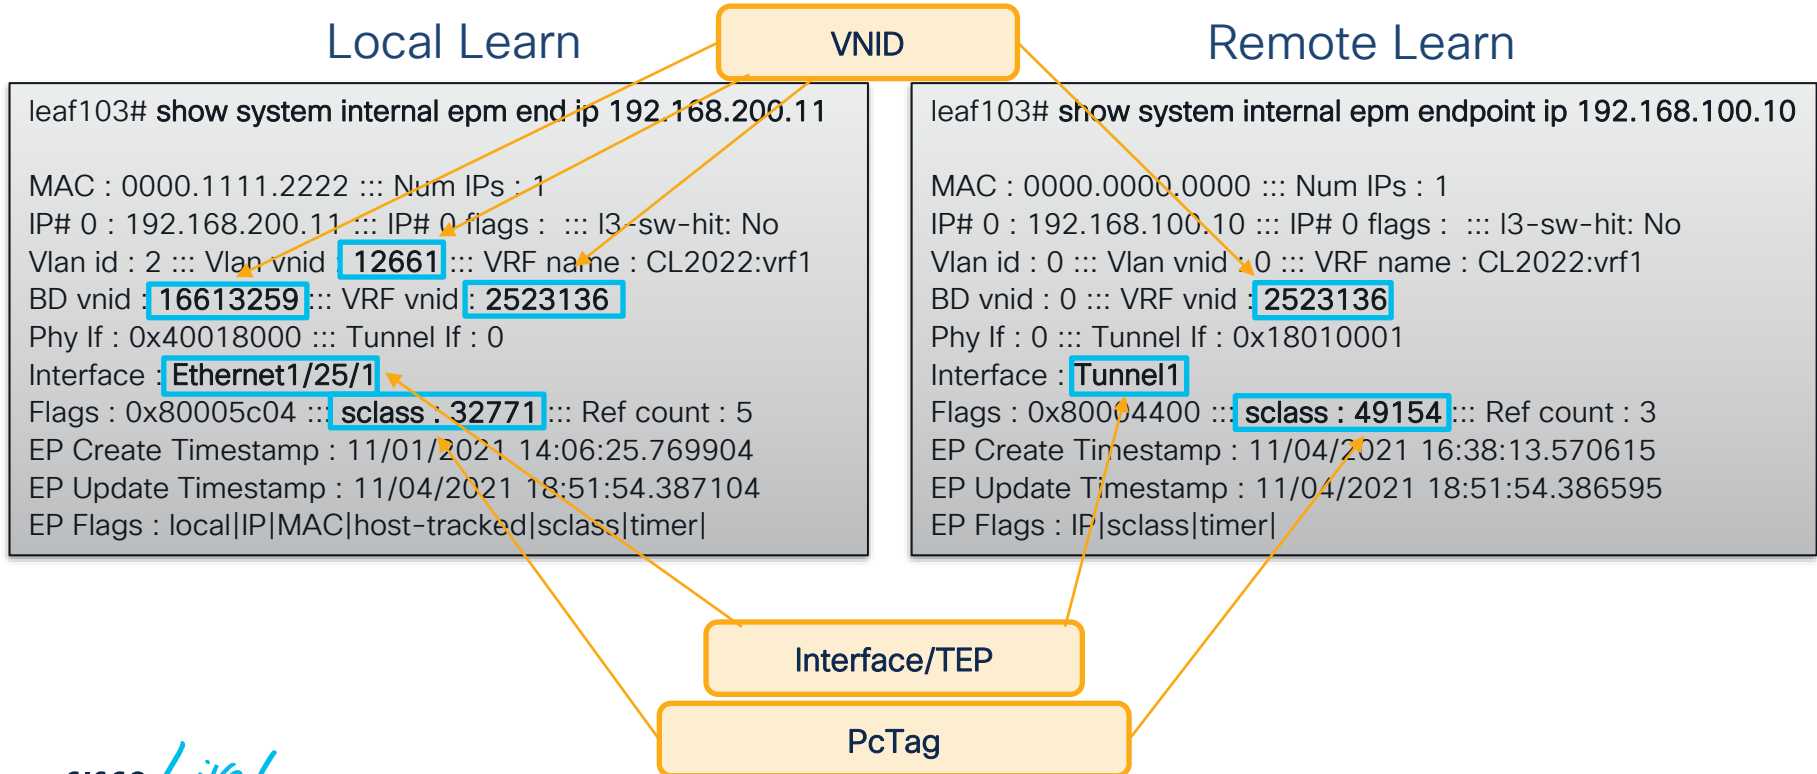 Local Learn
VNID
Remote Learn
leaf103# show system internal epm end ip 192.168.200.11
MAC : 0000.1111.2222 ::: Num IPs : 1
IP# 0 : 192.168.200.11 ::: IP# 0 flags :  ::: l3-sw-hit: No
Vlan id : 2 ::: Vlan vnid : 12661 ::: VRF name : CL2022:vrf1
BD vnid : 16613259 ::: VRF vnid : 2523136
Phy If : 0x40018000 ::: Tunnel If : 0
Interface : Ethernet1/25/1
Flags : 0x80005c04 ::: sclass : 32771 ::: Ref count : 5
EP Create Timestamp : 11/01/2021 14:06:25.769904
EP Update Timestamp : 11/04/2021 18:51:54.387104
EP Flags : local|IP|MAC|host-tracked|sclass|timer|
leaf103# show system internal epm endpoint ip 192.168.100.10
MAC : 0000.0000.0000 ::: Num IPs : 1
IP# 0 : 192.168.100.10 ::: IP# 0 flags :  ::: l3-sw-hit: No
Vlan id : 0 ::: Vlan vnid : 0 ::: VRF name : CL2022:vrf1
BD vnid : 0 ::: VRF vnid : 2523136
Phy If : 0 ::: Tunnel If : 0x18010001
Interface : Tunnel1
Flags : 0x80004400 ::: sclass : 49154 ::: Ref count : 3
EP Create Timestamp : 11/04/2021 16:38:13.570615
EP Update Timestamp : 11/04/2021 18:51:54.386595
EP Flags : IP|sclass|timer|
Interface/TEP
PcTag